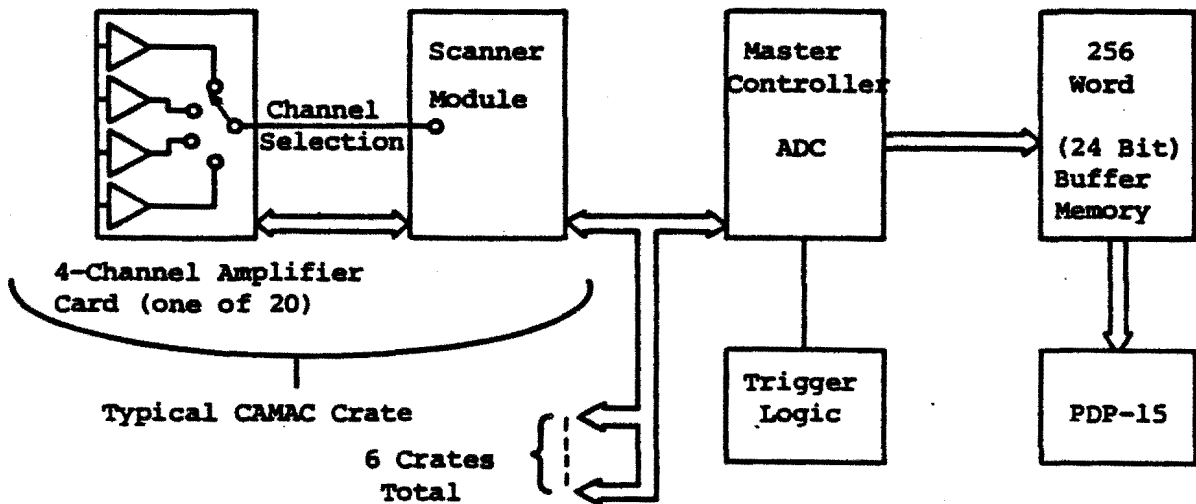 Channel
Selection
Scanner
Module
Master
Controller
ADC
256
Word
(24 Bit)
Buffer
Memory
4-Channel Amplifier
Card (one of 20)
Typical CAMAC Crate
6 Crates
Total
Trigger
Logic
PDP-15